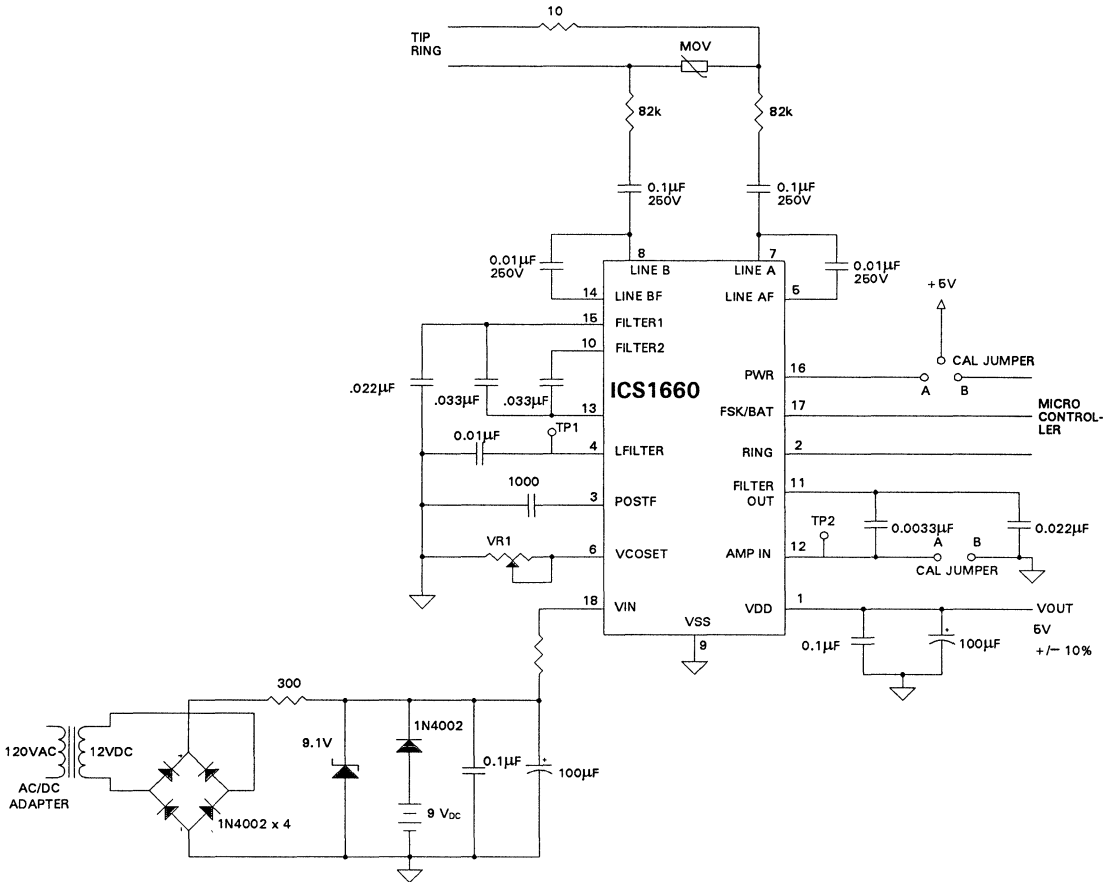 10
TIP
RING
MOV
82k
82k
0.1µF
250V
0.1µF
250V
8
7
0.01µF
250V
LINE B
LINE A
0.01µF
250V
14
LINE BF
LINE AF
5
+5V
15
FILTER1
10
FILTER2
CAL JUMPER
PWR
16
A
B
.022µF
.033µF
.033µF
ICS1660
13
FSK/BAT
17
MICRO
CONTROL-
LER
TP1
0.01µF
4
LFILTER
RING
2
1000
3
POSTF
FILTER
OUT
11
0.0033µF
0.022µF
TP2
A
B
VR1
6
VCOSET
AMP IN
12
CAL JUMPER
18
VIN
VDD
1
VOUT
5V
+/- 10%
VSS
9
0.1µF
+
100µF
300
120VAC
12VDC
AC/DC
ADAPTER
1N4002 x 4
9.1V
1N4002
9 VDC
0.1µF
+
100µF